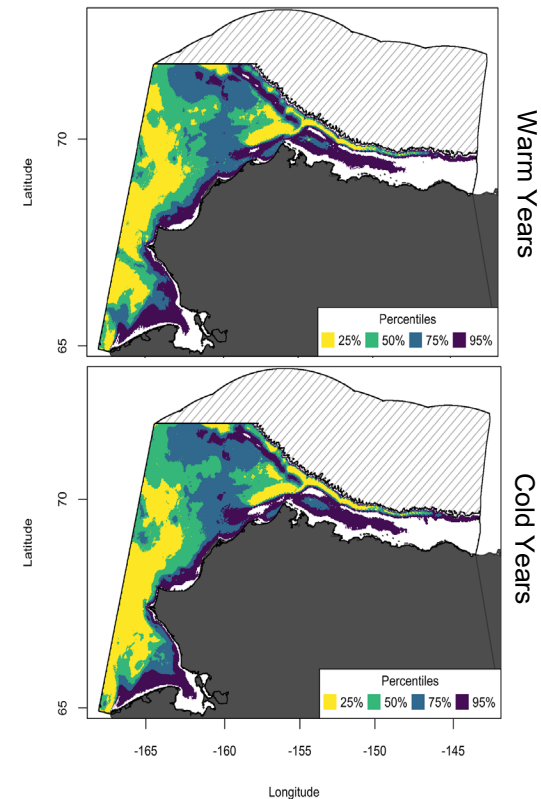 Warm Years
Latitude
70
65
Percentiles
25% 50% 75% 95%
Cold Years
Latitude
70
65
Percentiles
25% 50% 75% 95%
-165 -160 -155 -150 -145
Longitude